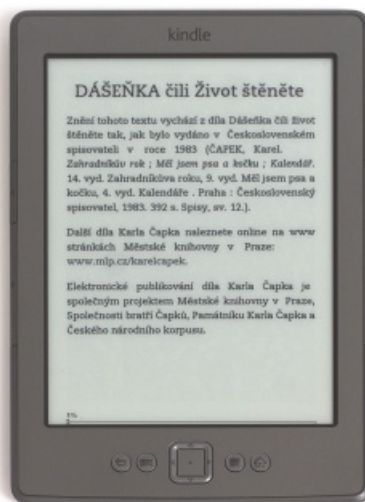 kindle
DÁŠEŇKA čili Život štěněte
Znění tohoto textu vychází z díla Dášeňka čili život
štěněte tak, jak bylo vydáno v Československém
spisovateli v roce 1983 (ČAPEK, Karel.
Zahradníkův rok ; Měl jsem psa a kočku ; Kalendář.
14. vyd. Zahradníkova roku, 9. vyd. Měl jsem psa a
kočku, 4. vyd. Kalendáře . Praha : Československý
spisovatel, 1983. 392 s. Spisy, sv. 12.).
Další díla Karla Čapka naleznete online na www
stránkách Městské knihovny v Praze:
www.mlp.cz/karelcapek.
Elektronické publikování díla Karla Čapka je
společným projektem Městské knihovny v Praze,
Společnosti bratří Čapků, Památníku Karla Čapka a
Českého národního korpusu.
1%